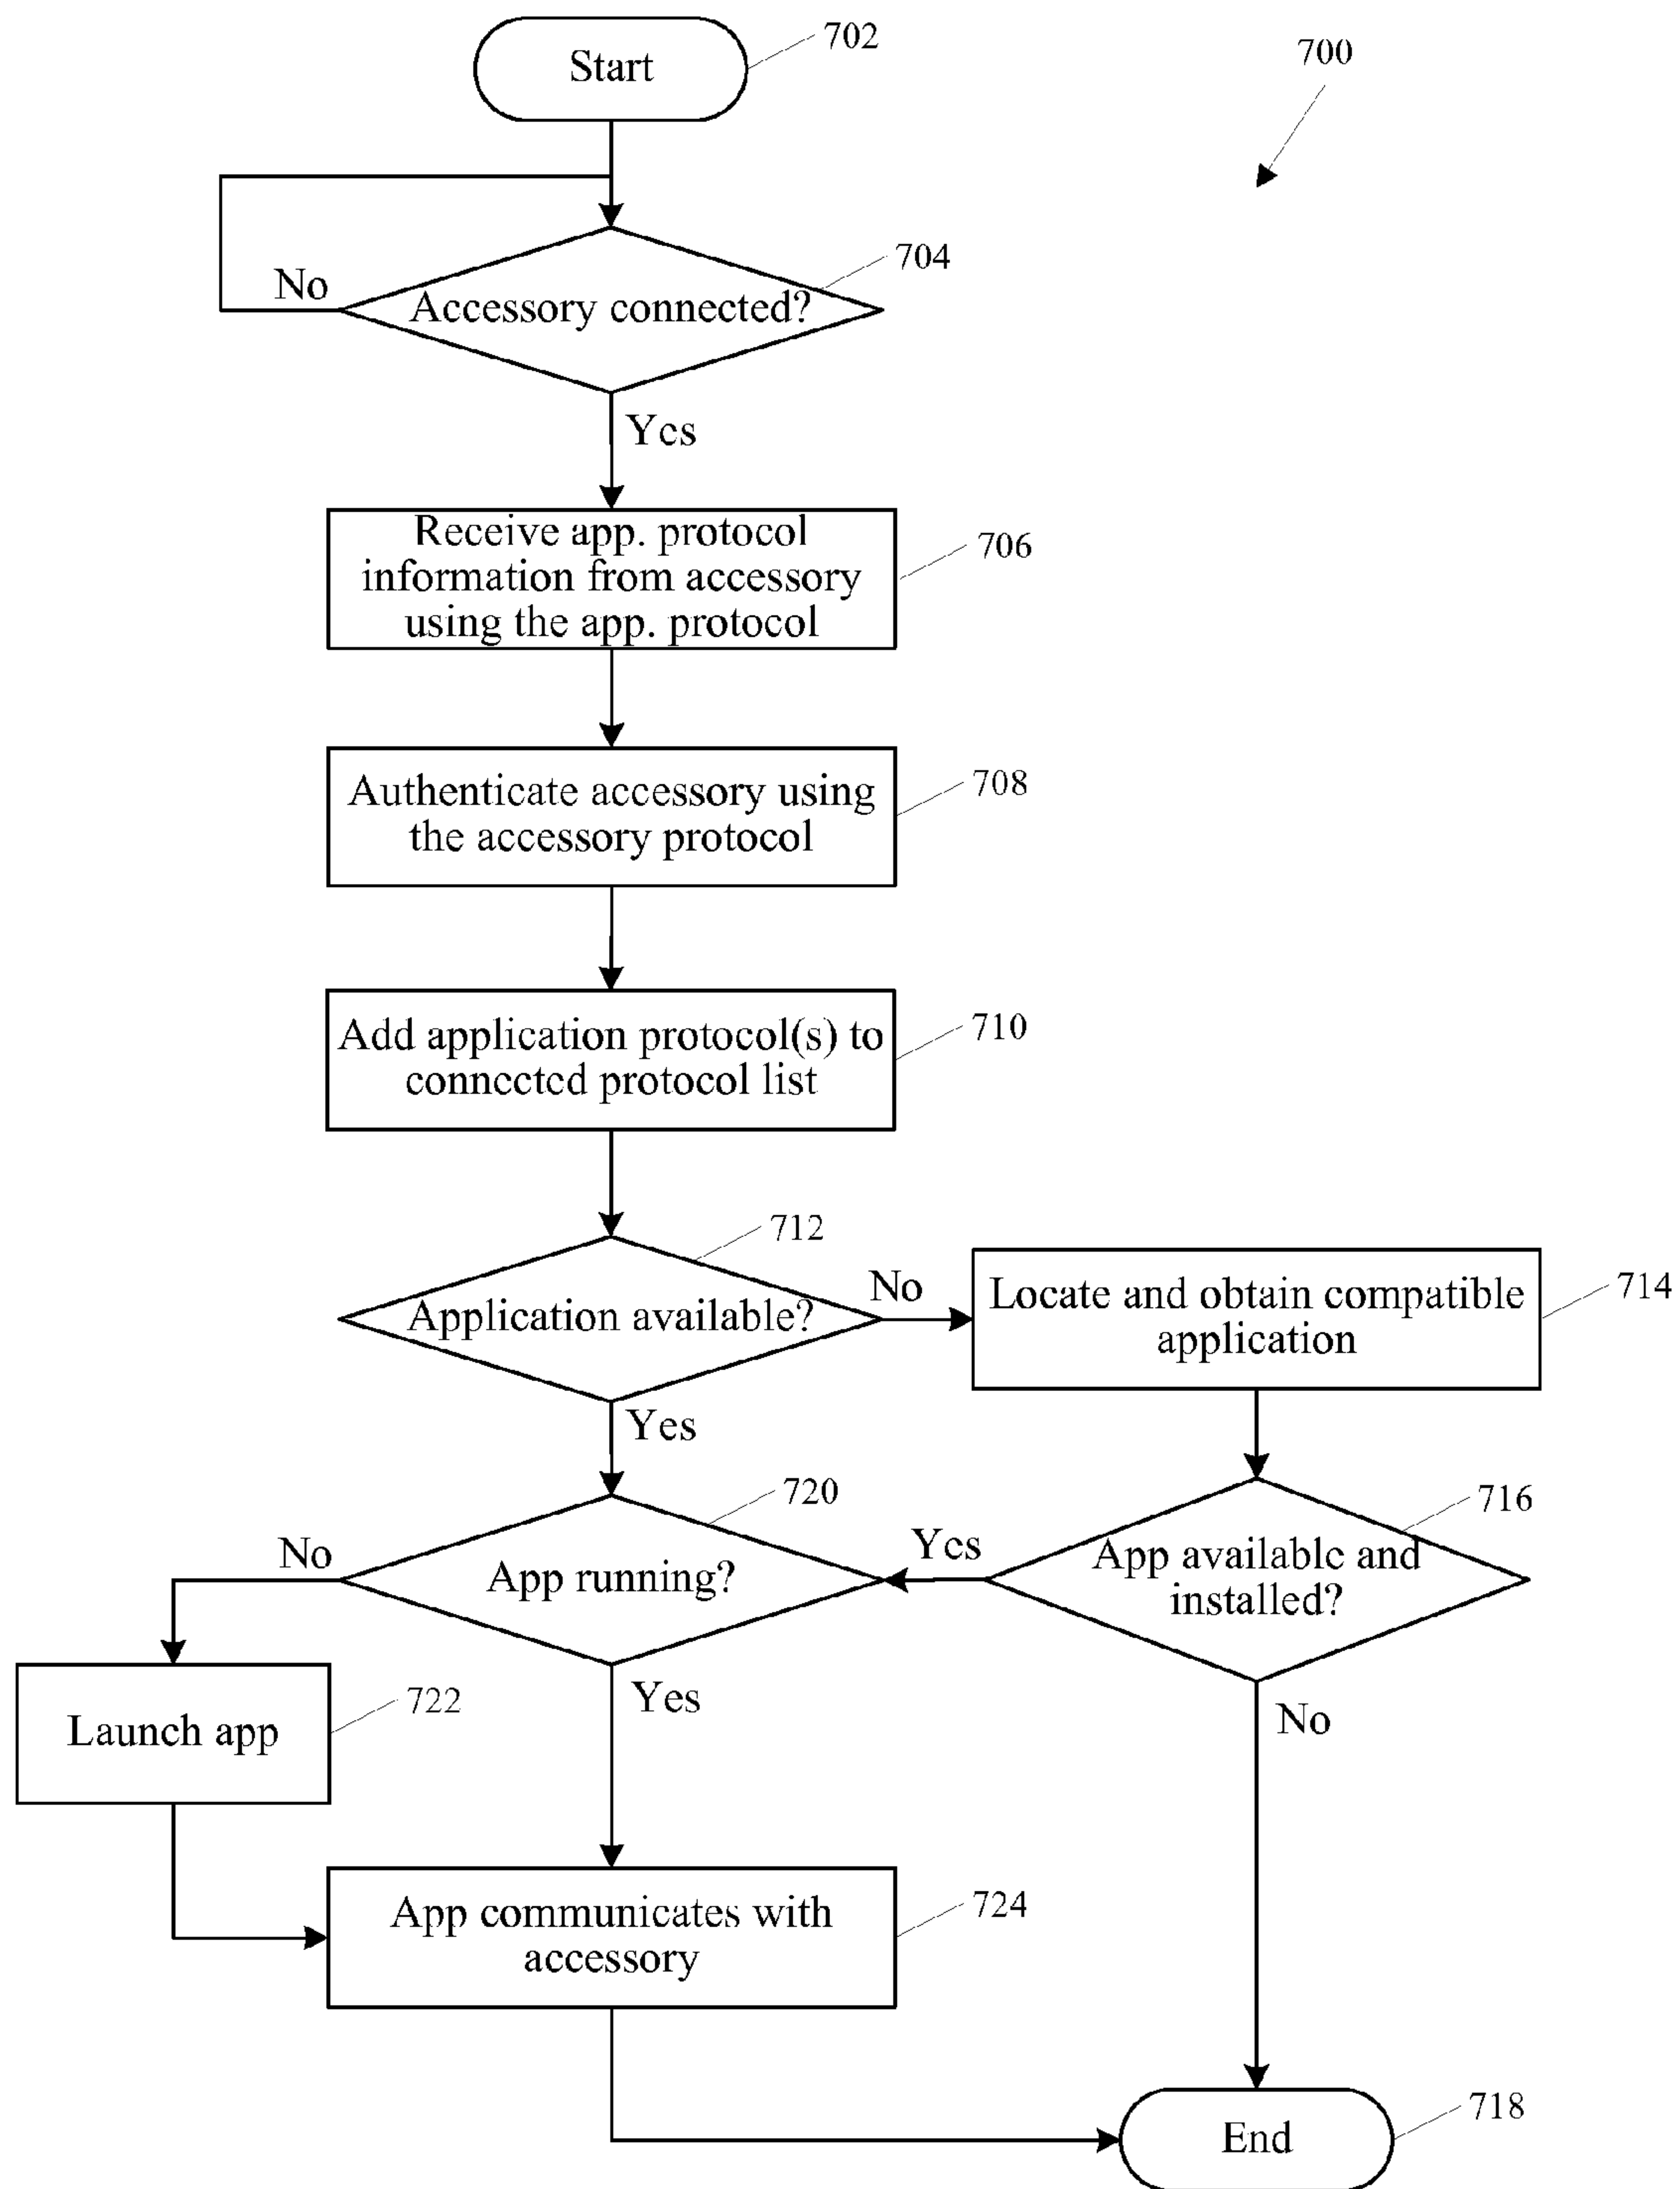 Start
702
700
704
No
Accessory connected?
Yes
Receive app. protocol
information from accessory
using the app. protocol
706
Authenticate accessory using
the accessory protocol
708
Add application protocol(s) to
connected protocol list
710
712
Application available?
No
Locate and obtain compatible
application
714
Yes
720
No
App running?
Yes
716
App available and
installed?
Launch app
722
Yes
No
App communicates with
accessory
724
End
718